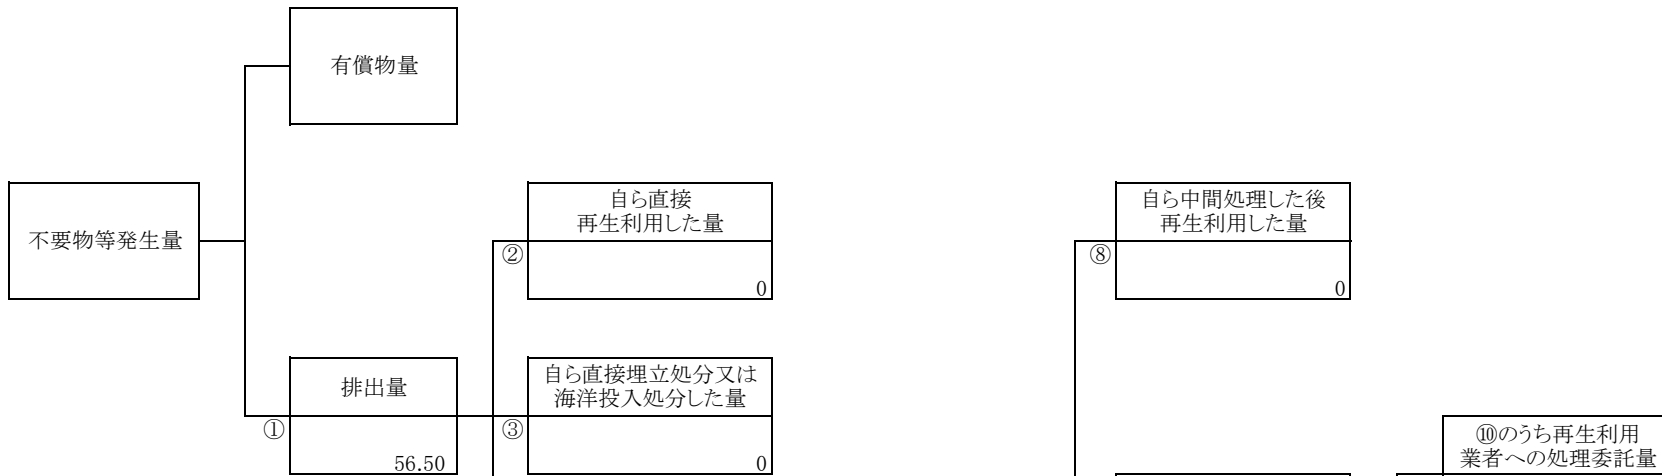 有償物量
不要物等発生量
自ら直接
再生利用した量
②
0
自ら中間処理した後
再生利用した量
⑧
0
排出量
①
56.50
自ら直接埋立処分又は
海洋投入処分した量
③
0
⑩のうち再生利用
業者への処理委託量